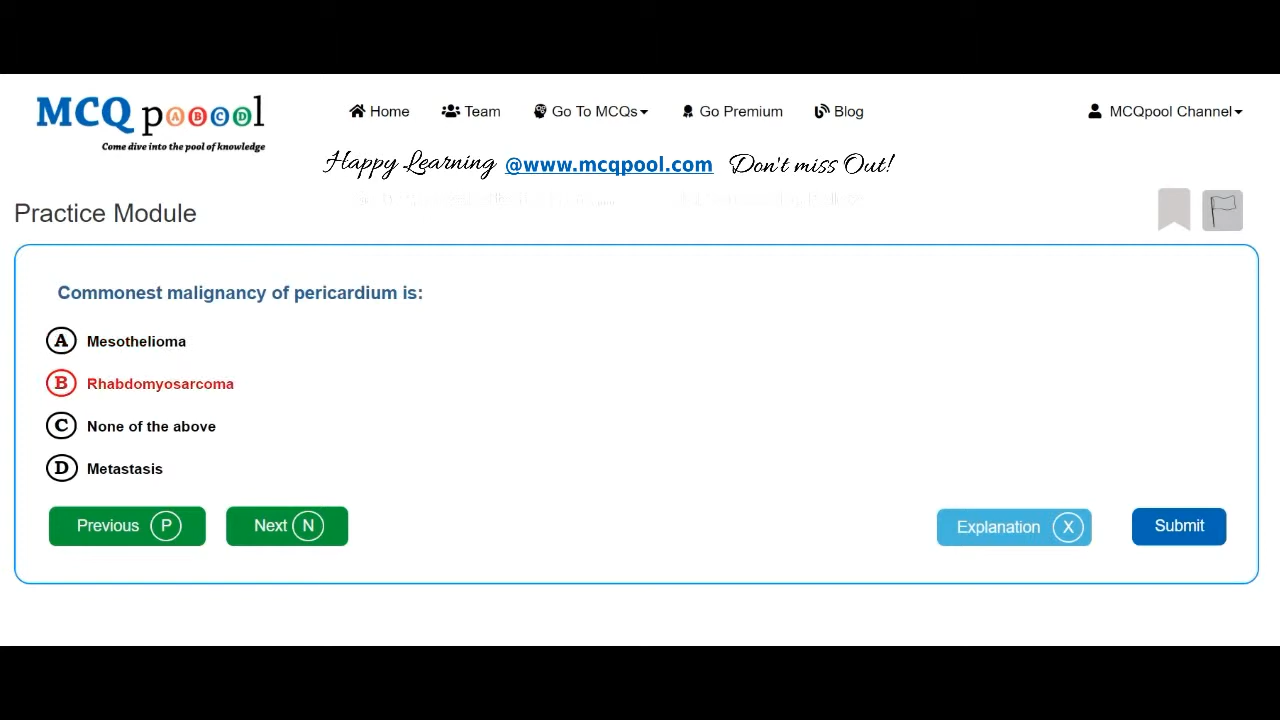 MCQ pABCDl
Come dive into the pool of knowledge
Home Team Go To MCQs Go Premium Blog MCQpool Channel
Happy Learning @www.mcqpool.com Don't miss Out!
Practice Module
Commonest malignancy of pericardium is:
A Mesothelioma
B Rhabdomyosarcoma
C None of the above
D Metastasis
Previous P Next N Explanation X Submit